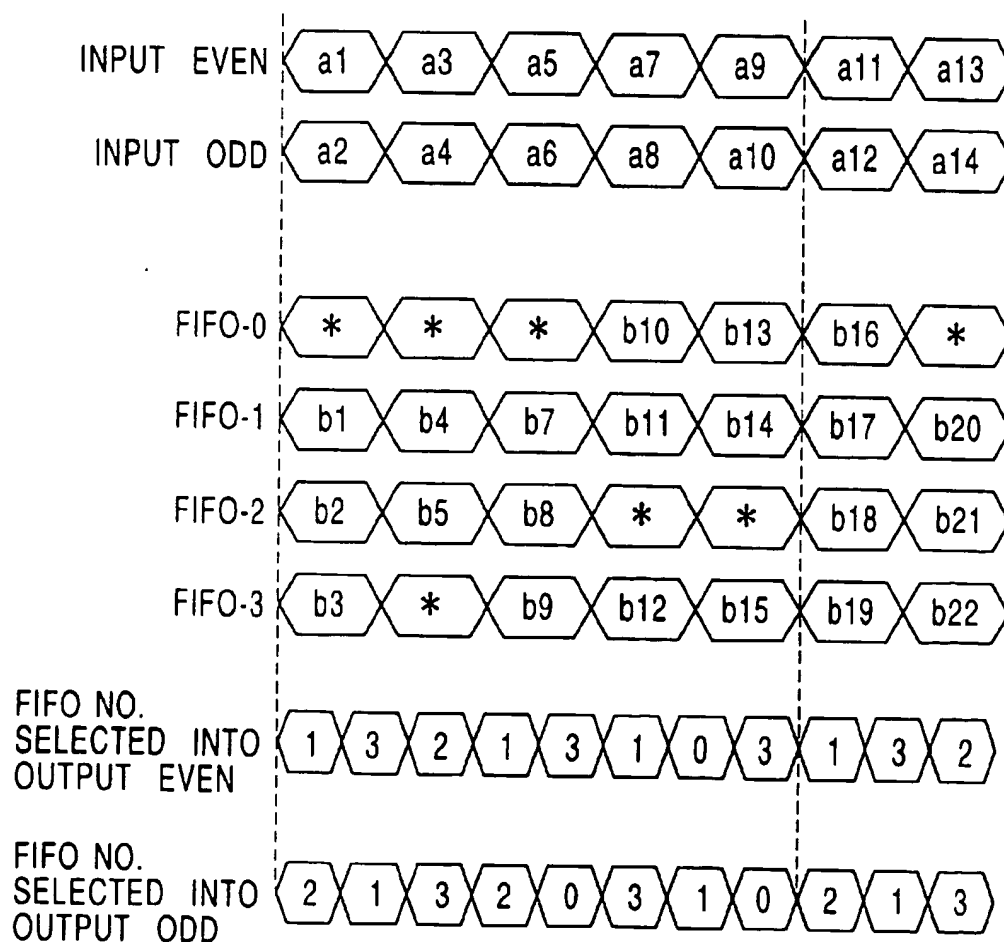 INPUT EVEN a1 a3 a5 a7 a9 a11 a13
INPUT ODD a2 a4 a6 a8 a10 a12 a14
FIFO-0 * * * b10 b13 b16 *
FIFO-1 b1 b4 b7 b11 b14 b17 b20
FIFO-2 b2 b5 b8 * * b18 b21
FIFO-3 b3 * b9 b12 b15 b19 b22
FIFO NO.
SELECTED INTO
OUTPUT EVEN
1 3 2 1 3 1 0 3 1 3 2
FIFO NO.
SELECTED INTO
OUTPUT ODD
2 1 3 2 0 3 1 0 2 1 3